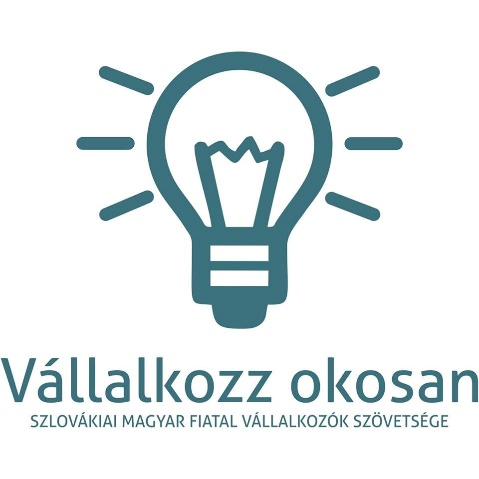 Vállalkozz okosan
SZLOVÁKIAI MAGYAR FIATAL VÁLLALKOZÓK SZÖVETSÉGE